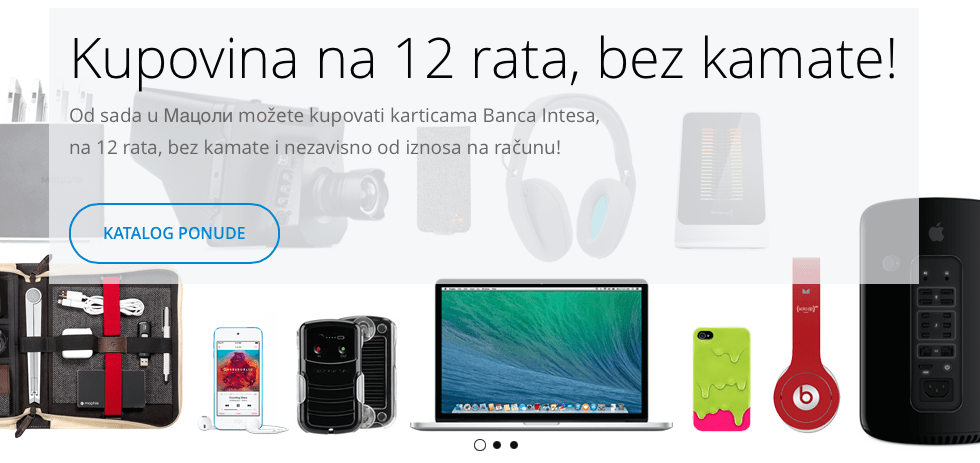 Kupovina na 12 rata, bez kamate!
Od sada u Мацоли možete kupovati karticama Banca Intesa,
na 12 rata, bez kamate i nezavisno od iznosa na računu!
KATALOG PONUDE
mophie